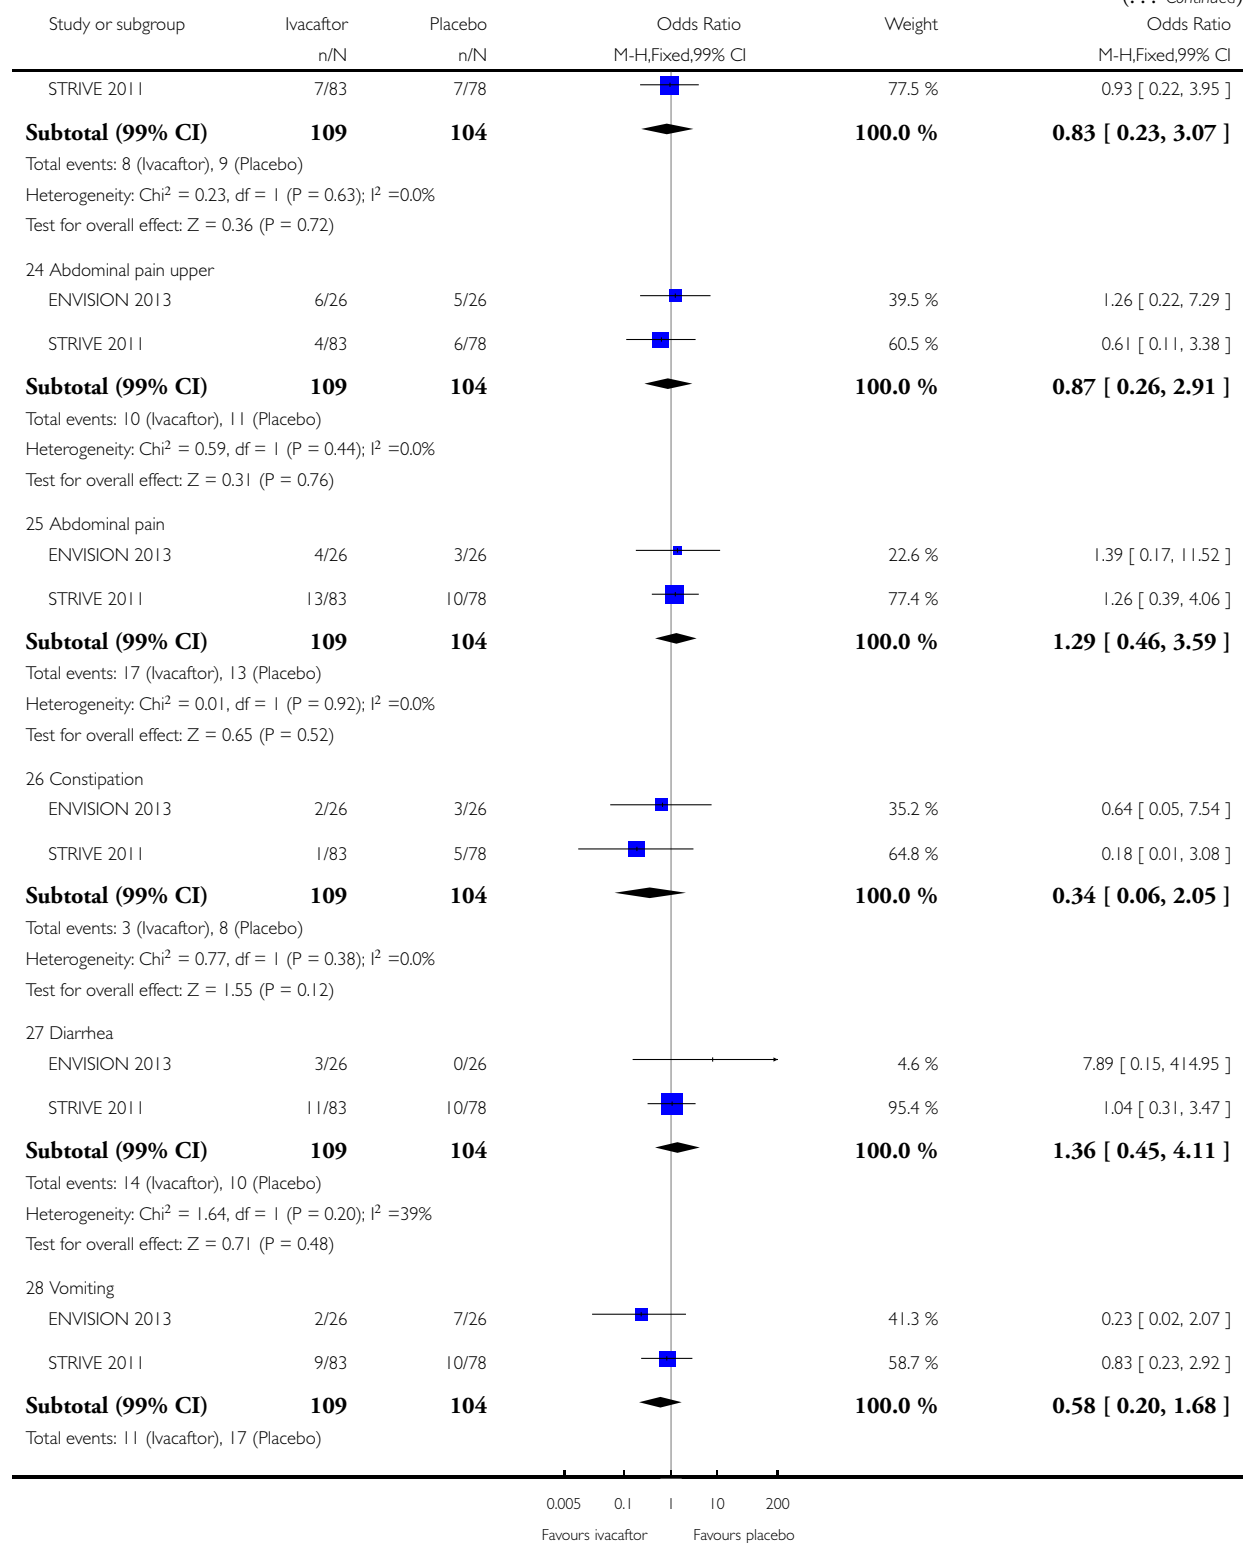 (. . . Continued)
Study or subgroup Ivacaftor Placebo Odds Ratio Weight Odds Ratio
n/N n/N M-H,Fixed,99% CI M-H,Fixed,99% CI
STRIVE 2011 7/83 7/78 77.5 % 0.93 [ 0.22, 3.95 ]
Subtotal (99% CI) 109 104 100.0 % 0.83 [ 0.23, 3.07 ]
Total events: 8 (Ivacaftor), 9 (Placebo)
Heterogeneity: Chi² = 0.23, df = 1 (P = 0.63); I² =0.0%
Test for overall effect: Z = 0.36 (P = 0.72)
24 Abdominal pain upper
ENVISION 2013 6/26 5/26 39.5 % 1.26 [ 0.22, 7.29 ]
STRIVE 2011 4/83 6/78 60.5 % 0.61 [ 0.11, 3.38 ]
Subtotal (99% CI) 109 104 100.0 % 0.87 [ 0.26, 2.91 ]
Total events: 10 (Ivacaftor), 11 (Placebo)
Heterogeneity: Chi² = 0.59, df = 1 (P = 0.44); I² =0.0%
Test for overall effect: Z = 0.31 (P = 0.76)
25 Abdominal pain
ENVISION 2013 4/26 3/26 22.6 % 1.39 [ 0.17, 11.52 ]
STRIVE 2011 13/83 10/78 77.4 % 1.26 [ 0.39, 4.06 ]
Subtotal (99% CI) 109 104 100.0 % 1.29 [ 0.46, 3.59 ]
Total events: 17 (Ivacaftor), 13 (Placebo)
Heterogeneity: Chi² = 0.01, df = 1 (P = 0.92); I² =0.0%
Test for overall effect: Z = 0.65 (P = 0.52)
26 Constipation
ENVISION 2013 2/26 3/26 35.2 % 0.64 [ 0.05, 7.54 ]
STRIVE 2011 1/83 5/78 64.8 % 0.18 [ 0.01, 3.08 ]
Subtotal (99% CI) 109 104 100.0 % 0.34 [ 0.06, 2.05 ]
Total events: 3 (Ivacaftor), 8 (Placebo)
Heterogeneity: Chi² = 0.77, df = 1 (P = 0.38); I² =0.0%
Test for overall effect: Z = 1.55 (P = 0.12)
27 Diarrhea
ENVISION 2013 3/26 0/26 4.6 % 7.89 [ 0.15, 414.95 ]
STRIVE 2011 11/83 10/78 95.4 % 1.04 [ 0.31, 3.47 ]
Subtotal (99% CI) 109 104 100.0 % 1.36 [ 0.45, 4.11 ]
Total events: 14 (Ivacaftor), 10 (Placebo)
Heterogeneity: Chi² = 1.64, df = 1 (P = 0.20); I² =39%
Test for overall effect: Z = 0.71 (P = 0.48)
28 Vomiting
ENVISION 2013 2/26 7/26 41.3 % 0.23 [ 0.02, 2.07 ]
STRIVE 2011 9/83 10/78 58.7 % 0.83 [ 0.23, 2.92 ]
Subtotal (99% CI) 109 104 100.0 % 0.58 [ 0.20, 1.68 ]
Total events: 11 (Ivacaftor), 17 (Placebo)
0.005 0.1 1 10 200
Favours ivacaftor Favours placebo